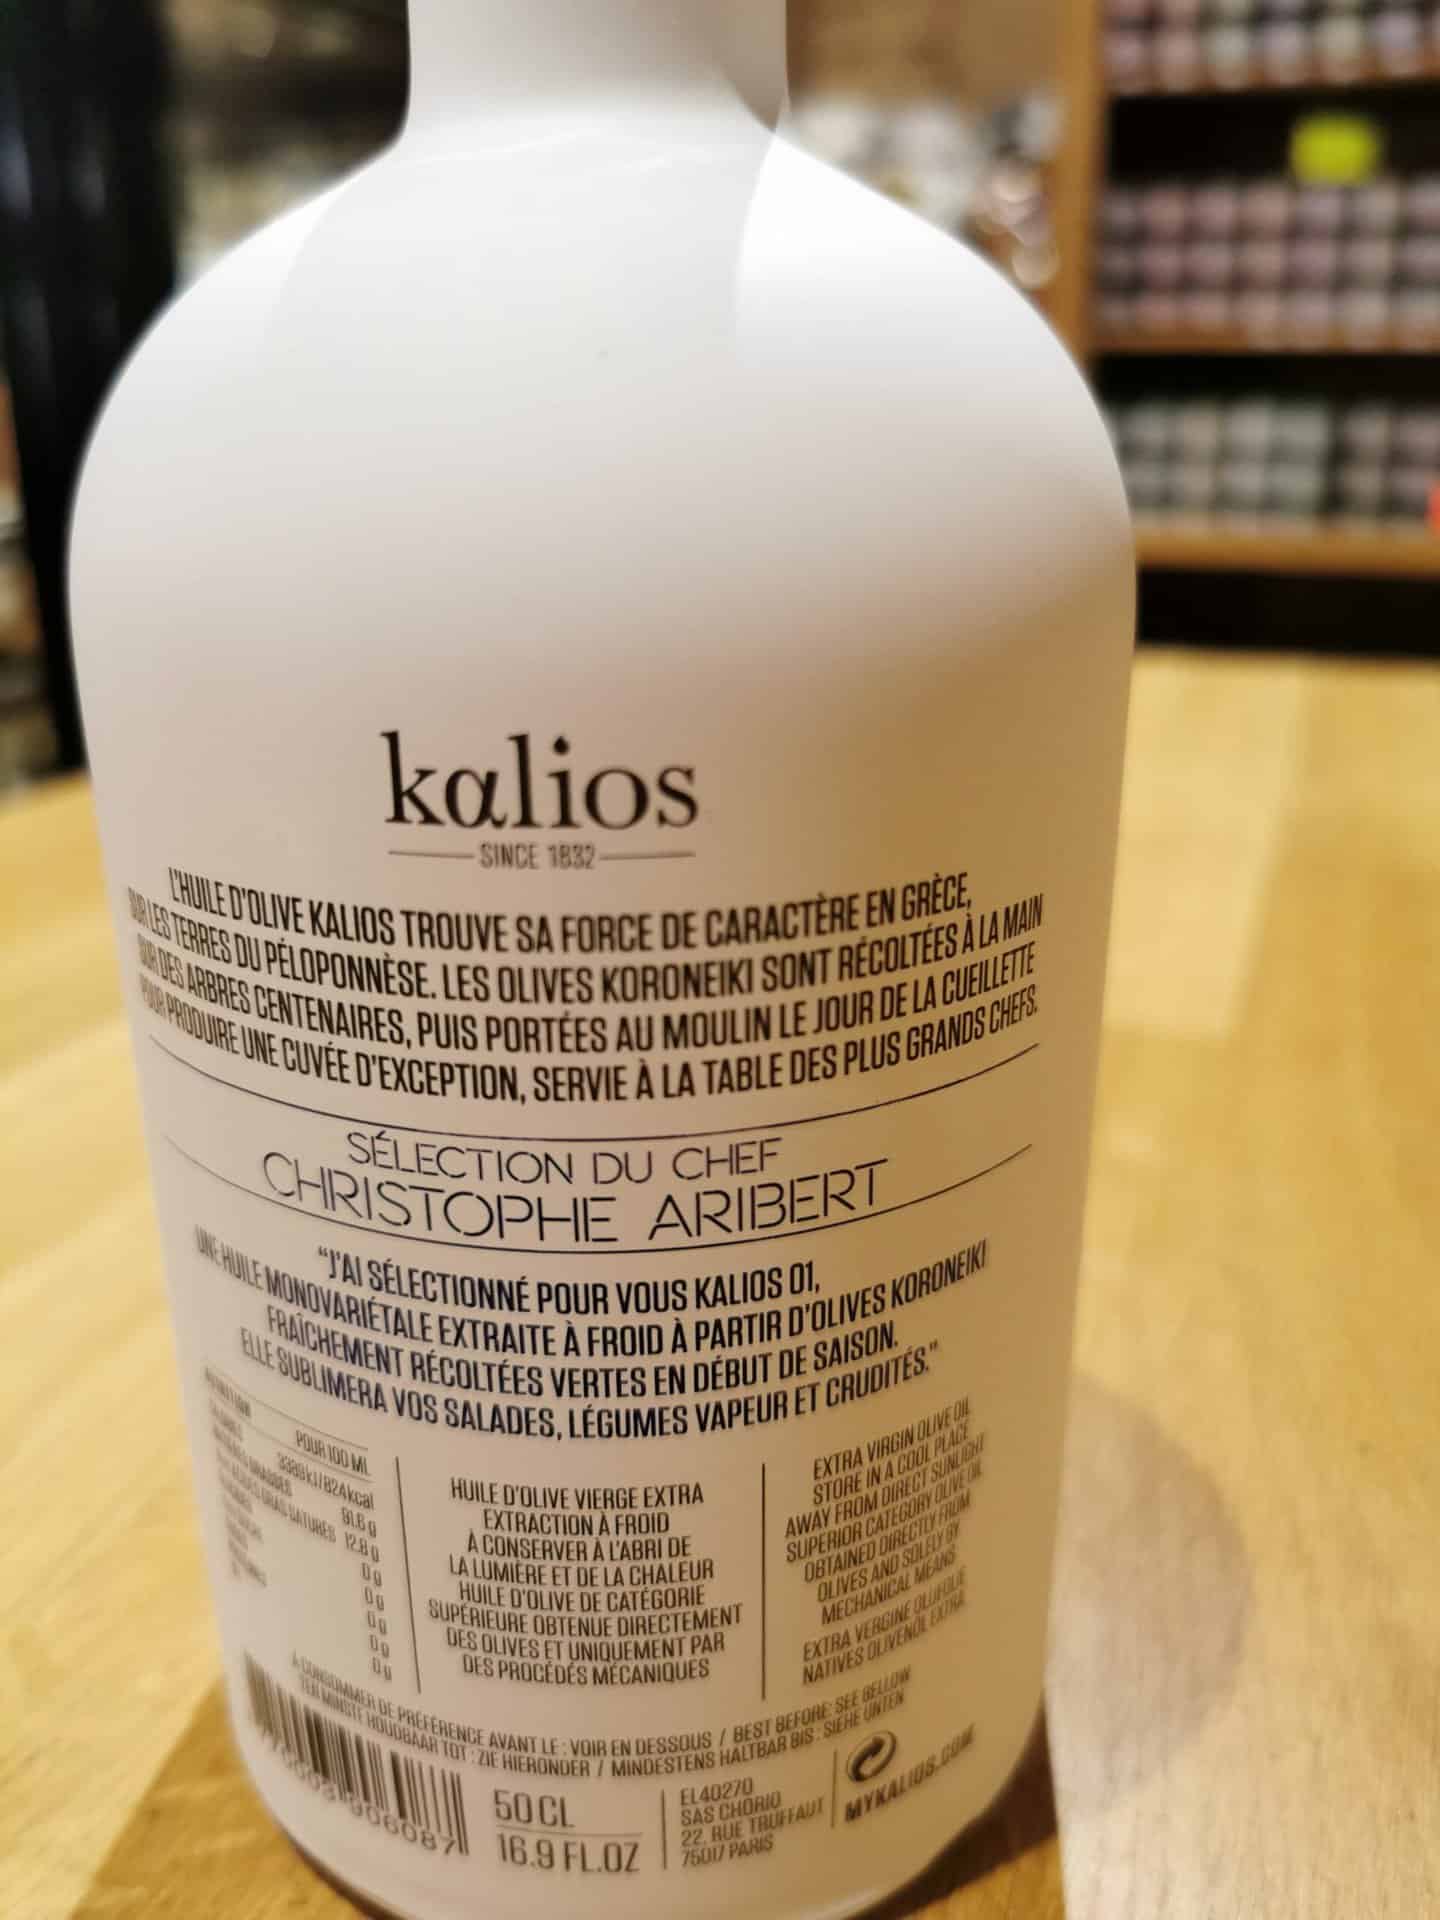 kαlios
SINCE 1832
L'HUILE D'OLIVE KALIOS TROUVE SA FORCE DE CARACTÈRE EN GRÈCE,
SUR LES TERRES DU PÉLOPONNÈSE. LES OLIVES KORONEIKI SONT RÉCOLTÉES À LA MAIN
SUR DES ARBRES CENTENAIRES, PUIS PORTÉES AU MOULIN LE JOUR DE LA CUEILLETTE
POUR PRODUIRE UNE CUVÉE D'EXCEPTION, SERVIE À LA TABLE DES PLUS GRANDS CHEFS.
SÉLECTION DU CHEF
CHRISTOPHE ARIBERT
"J'AI SÉLECTIONNÉ POUR VOUS KALIOS 01,
UNE HUILE MONOVARIÉTALE EXTRAITE À FROID À PARTIR D'OLIVES KORONEIKI
FRAÎCHEMENT RÉCOLTÉES VERTES EN DÉBUT DE SAISON.
ELLE SUBLIMERA VOS SALADES, LÉGUMES VAPEUR ET CRUDITÉS."
POUR 100 ML
3389kJ/824kcal
91.6 g
12.8 g
0 g
0 g
0 g
0 g
0 g
HUILE D'OLIVE VIERGE EXTRA
EXTRACTION À FROID
À CONSERVER À L'ABRI DE
LA LUMIÈRE ET DE LA CHALEUR
HUILE D'OLIVE DE CATÉGORIE
SUPÉRIEURE OBTENUE DIRECTEMENT
DES OLIVES ET UNIQUEMENT PAR
DES PROCÉDÉS MÉCANIQUES
EXTRA VIRGIN OLIVE OIL
STORE IN A COOL PLACE
AWAY FROM DIRECT SUNLIGHT
SUPERIOR CATEGORY OLIVE OIL
OBTAINED DIRECTLY FROM
OLIVES AND SOLELY BY
MECHANICAL MEANS
EXTRA VERGINE OLIJFOLIE
NATIVES OLIVENÖL EXTRA
À CONSOMMER DE PRÉFÉRENCE AVANT LE : VOIR EN DESSOUS / BEST BEFORE: SEE BELLOW
TEN MINSTE HOUDBAAR TOT : ZIE HIERONDER / MINDESTENS HALTBAR BIS : SIEHE UNTEN
50 CL
16.9 FL.OZ
EL40270
SAS CHORIO
22, RUE TRUFFAUT
75017 PARIS
MYKALIOS.COM